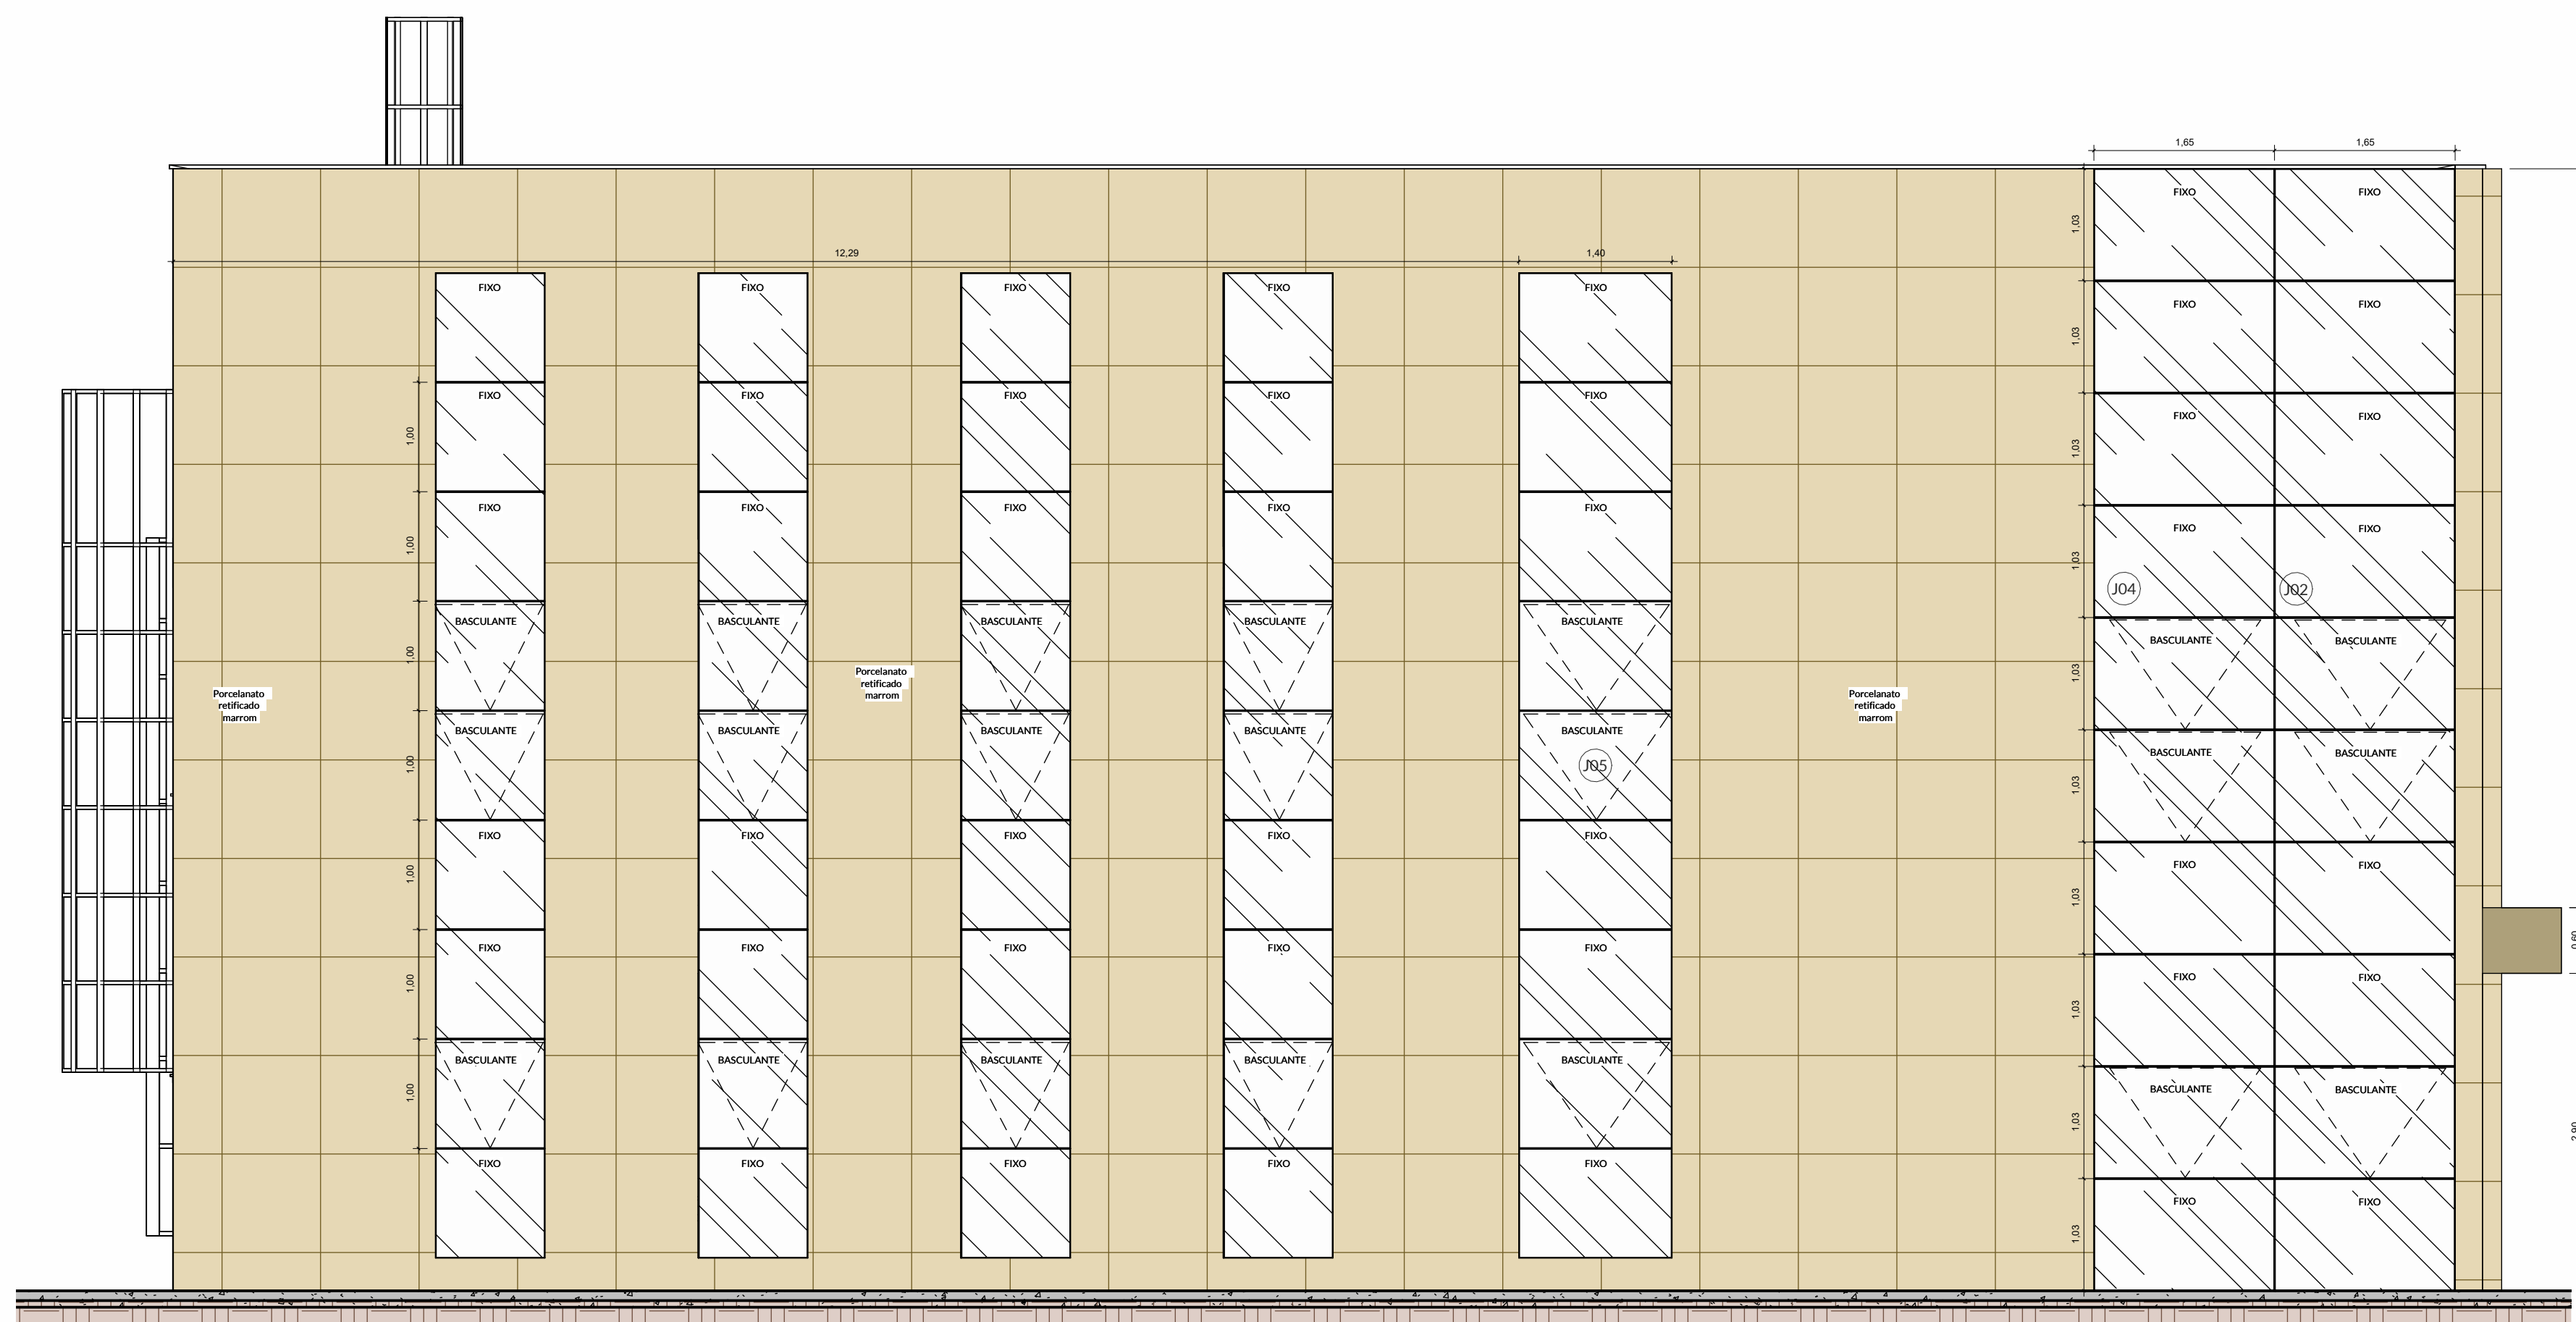 1,65 1,65
FIXO FIXO
1,03
12,29 1,40
FIXO FIXO FIXO FIXO FIXO
FIXO FIXO
1,03
FIXO FIXO FIXO FIXO FIXO
FIXO FIXO
1,00
1,03
FIXO FIXO FIXO FIXO FIXO
FIXO FIXO
1,00
1,03
J04 J02
BASCULANTE BASCULANTE BASCULANTE BASCULANTE BASCULANTE
BASCULANTE BASCULANTE
1,00
1,03
Porcelanato
retificado
marrom
Porcelanato
retificado
marrom
Porcelanato
retificado
marrom
BASCULANTE BASCULANTE BASCULANTE BASCULANTE BASCULANTE
BASCULANTE BASCULANTE
1,00
J05
1,03
FIXO FIXO FIXO FIXO FIXO
FIXO FIXO
1,00
1,03
FIXO FIXO FIXO FIXO FIXO
0,60
FIXO FIXO
1,00
1,03
BASCULANTE BASCULANTE BASCULANTE BASCULANTE BASCULANTE
BASCULANTE BASCULANTE
1,00
1,03
2,90
FIXO FIXO FIXO FIXO FIXO
FIXO FIXO
1,03